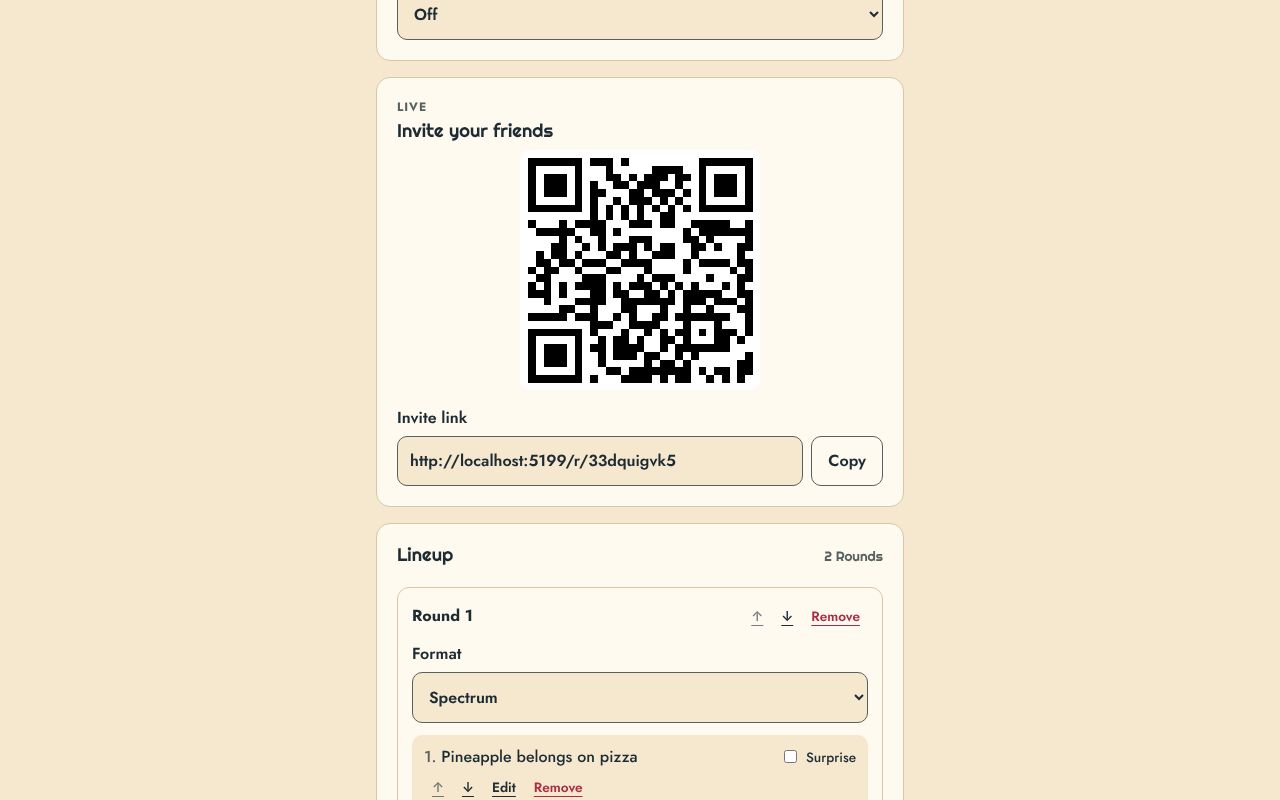 Off
LIVE
Invite your friends
Invite link
http://localhost:5199/r/33dquigvk5
Copy
Lineup
2 Rounds
Round 1
↑ ↓ Remove
Format
Spectrum
1. Pineapple belongs on pizza
Surprise
↑ ↓ Edit Remove